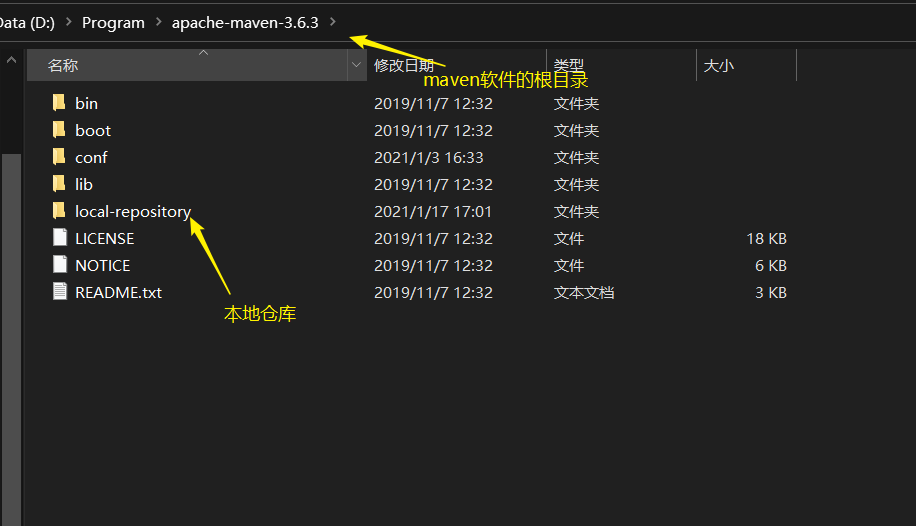 Data (D:) > Program > apache-maven-3.6.3 >
名称 修改日期 类型 大小
maven软件的根目录
bin 2019/11/7 12:32 文件夹
boot 2019/11/7 12:32 文件夹
conf 2021/1/3 16:33 文件夹
lib 2019/11/7 12:32 文件夹
local-repository 2021/1/17 17:01 文件夹
LICENSE 2019/11/7 12:32 文件 18 KB
NOTICE 2019/11/7 12:32 文件 6 KB
README.txt 2019/11/7 12:32 文本文档 3 KB
本地仓库